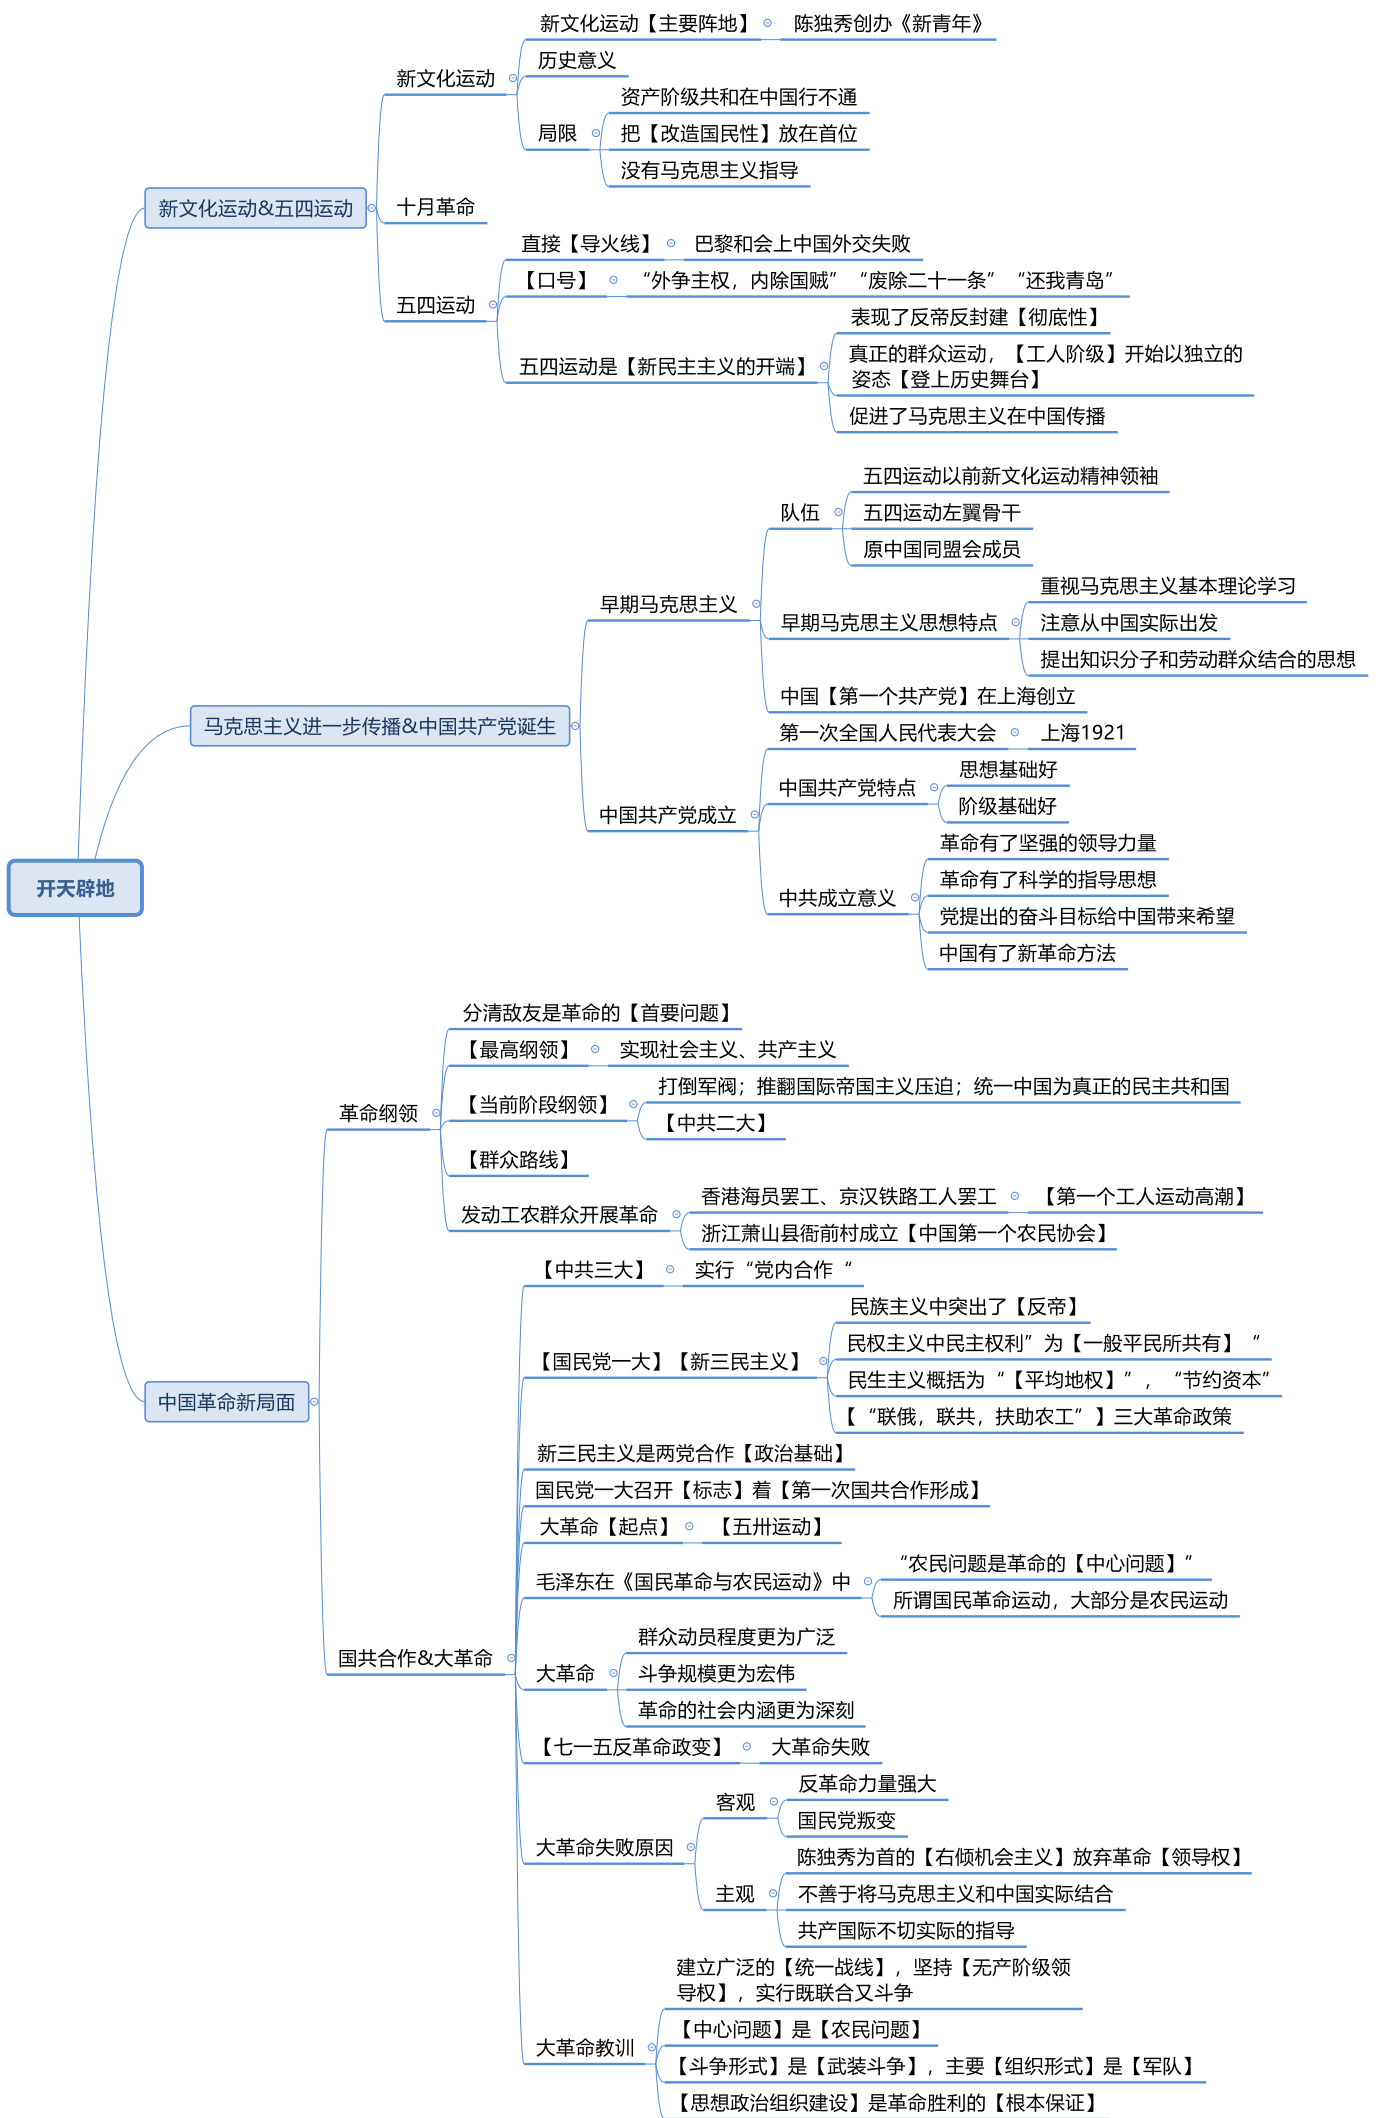 开天辟地
新文化运动&五四运动
新文化运动
新文化运动【主要阵地】
陈独秀创办《新青年》
历史意义
局限
资产阶级共和在中国行不通
把【改造国民性】放在首位
没有马克思主义指导
十月革命
五四运动
直接【导火线】
巴黎和会上中国外交失败
【口号】
“外争主权，内除国贼”“废除二十一条”“还我青岛”
五四运动是【新民主主义的开端】
表现了反帝反封建【彻底性】
真正的群众运动，【工人阶级】开始以独立的
姿态【登上历史舞台】
促进了马克思主义在中国传播
马克思主义进一步传播&中国共产党诞生
早期马克思主义
队伍
五四运动以前新文化运动精神领袖
五四运动左翼骨干
原中国同盟会成员
早期马克思主义思想特点
重视马克思主义基本理论学习
注意从中国实际出发
提出知识分子和劳动群众结合的思想
中国【第一个共产党】在上海创立
中国共产党成立
第一次全国人民代表大会
上海1921
中国共产党特点
思想基础好
阶级基础好
中共成立意义
革命有了坚强的领导力量
革命有了科学的指导思想
党提出的奋斗目标给中国带来希望
中国有了新革命方法
中国革命新局面
革命纲领
分清敌友是革命的【首要问题】
【最高纲领】
实现社会主义、共产主义
【当前阶段纲领】
打倒军阀；推翻国际帝国主义压迫；统一中国为真正的民主共和国
【中共二大】
【群众路线】
发动工农群众开展革命
香港海员罢工、京汉铁路工人罢工
【第一个工人运动高潮】
浙江萧山县衙前村成立【中国第一个农民协会】
国共合作&大革命
【中共三大】
实行“党内合作“
【国民党一大】【新三民主义】
民族主义中突出了【反帝】
民权主义中民主权利”为【一般平民所共有】“
民生主义概括为“【平均地权】”，“节约资本”
【“联俄，联共，扶助农工”】三大革命政策
新三民主义是两党合作【政治基础】
国民党一大召开【标志】着【第一次国共合作形成】
大革命【起点】
【五卅运动】
毛泽东在《国民革命与农民运动》中
“农民问题是革命的【中心问题】”
所谓国民革命运动，大部分是农民运动
大革命
群众动员程度更为广泛
斗争规模更为宏伟
革命的社会内涵更为深刻
【七一五反革命政变】
大革命失败
大革命失败原因
客观
反革命力量强大
国民党叛变
主观
陈独秀为首的【右倾机会主义】放弃革命【领导权】
不善于将马克思主义和中国实际结合
共产国际不切实际的指导
大革命教训
建立广泛的【统一战线】，坚持【无产阶级领
导权】，实行既联合又斗争
【中心问题】是【农民问题】
【斗争形式】是【武装斗争】，主要【组织形式】是【军队】
【思想政治组织建设】是革命胜利的【根本保证】